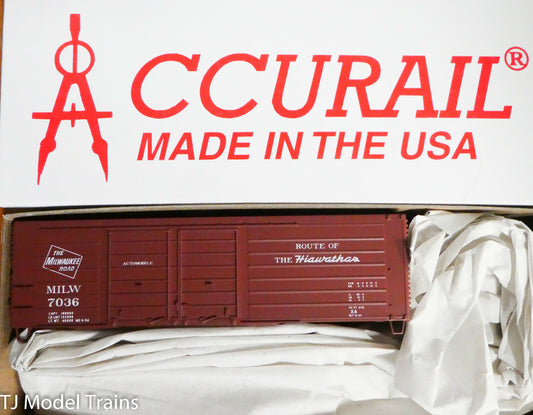 ACCURAIL®
MADE IN THE USA
THE
MILWAUKEE
ROAD
MILW
7036
AUTOMOBILE
ROUTE OF
THE Hiawathas
TJ Model Trains